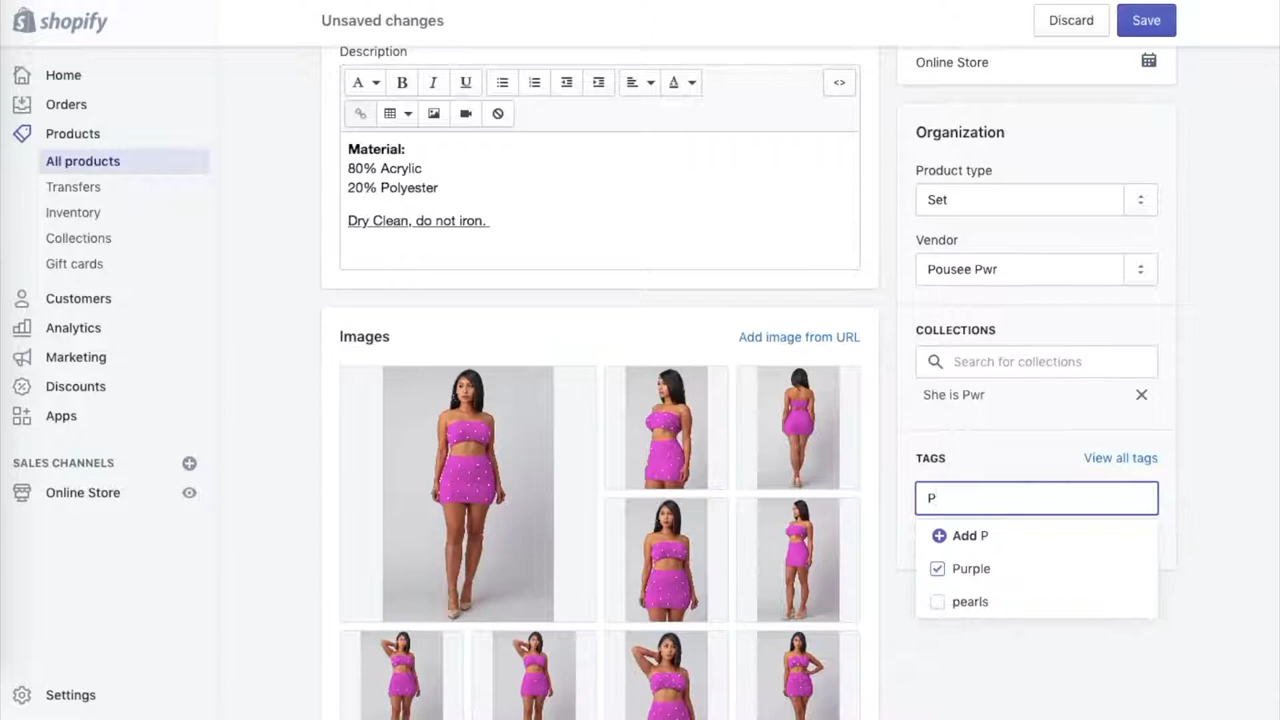 shopify
Unsaved changes
Discard
Save
Home
Orders
Products
All products
Transfers
Inventory
Collections
Gift cards
Customers
Analytics
Marketing
Discounts
Apps
SALES CHANNELS
Online Store
Settings
Description
A B I U A <>
Material:
80% Acrylic
20% Polyester
Dry Clean, do not iron.
Images
Add image from URL
Online Store
Organization
Product type
Set
Vendor
Pousee Pwr
COLLECTIONS
Search for collections
She is Pwr
TAGS
View all tags
P
Add P
Purple
pearls